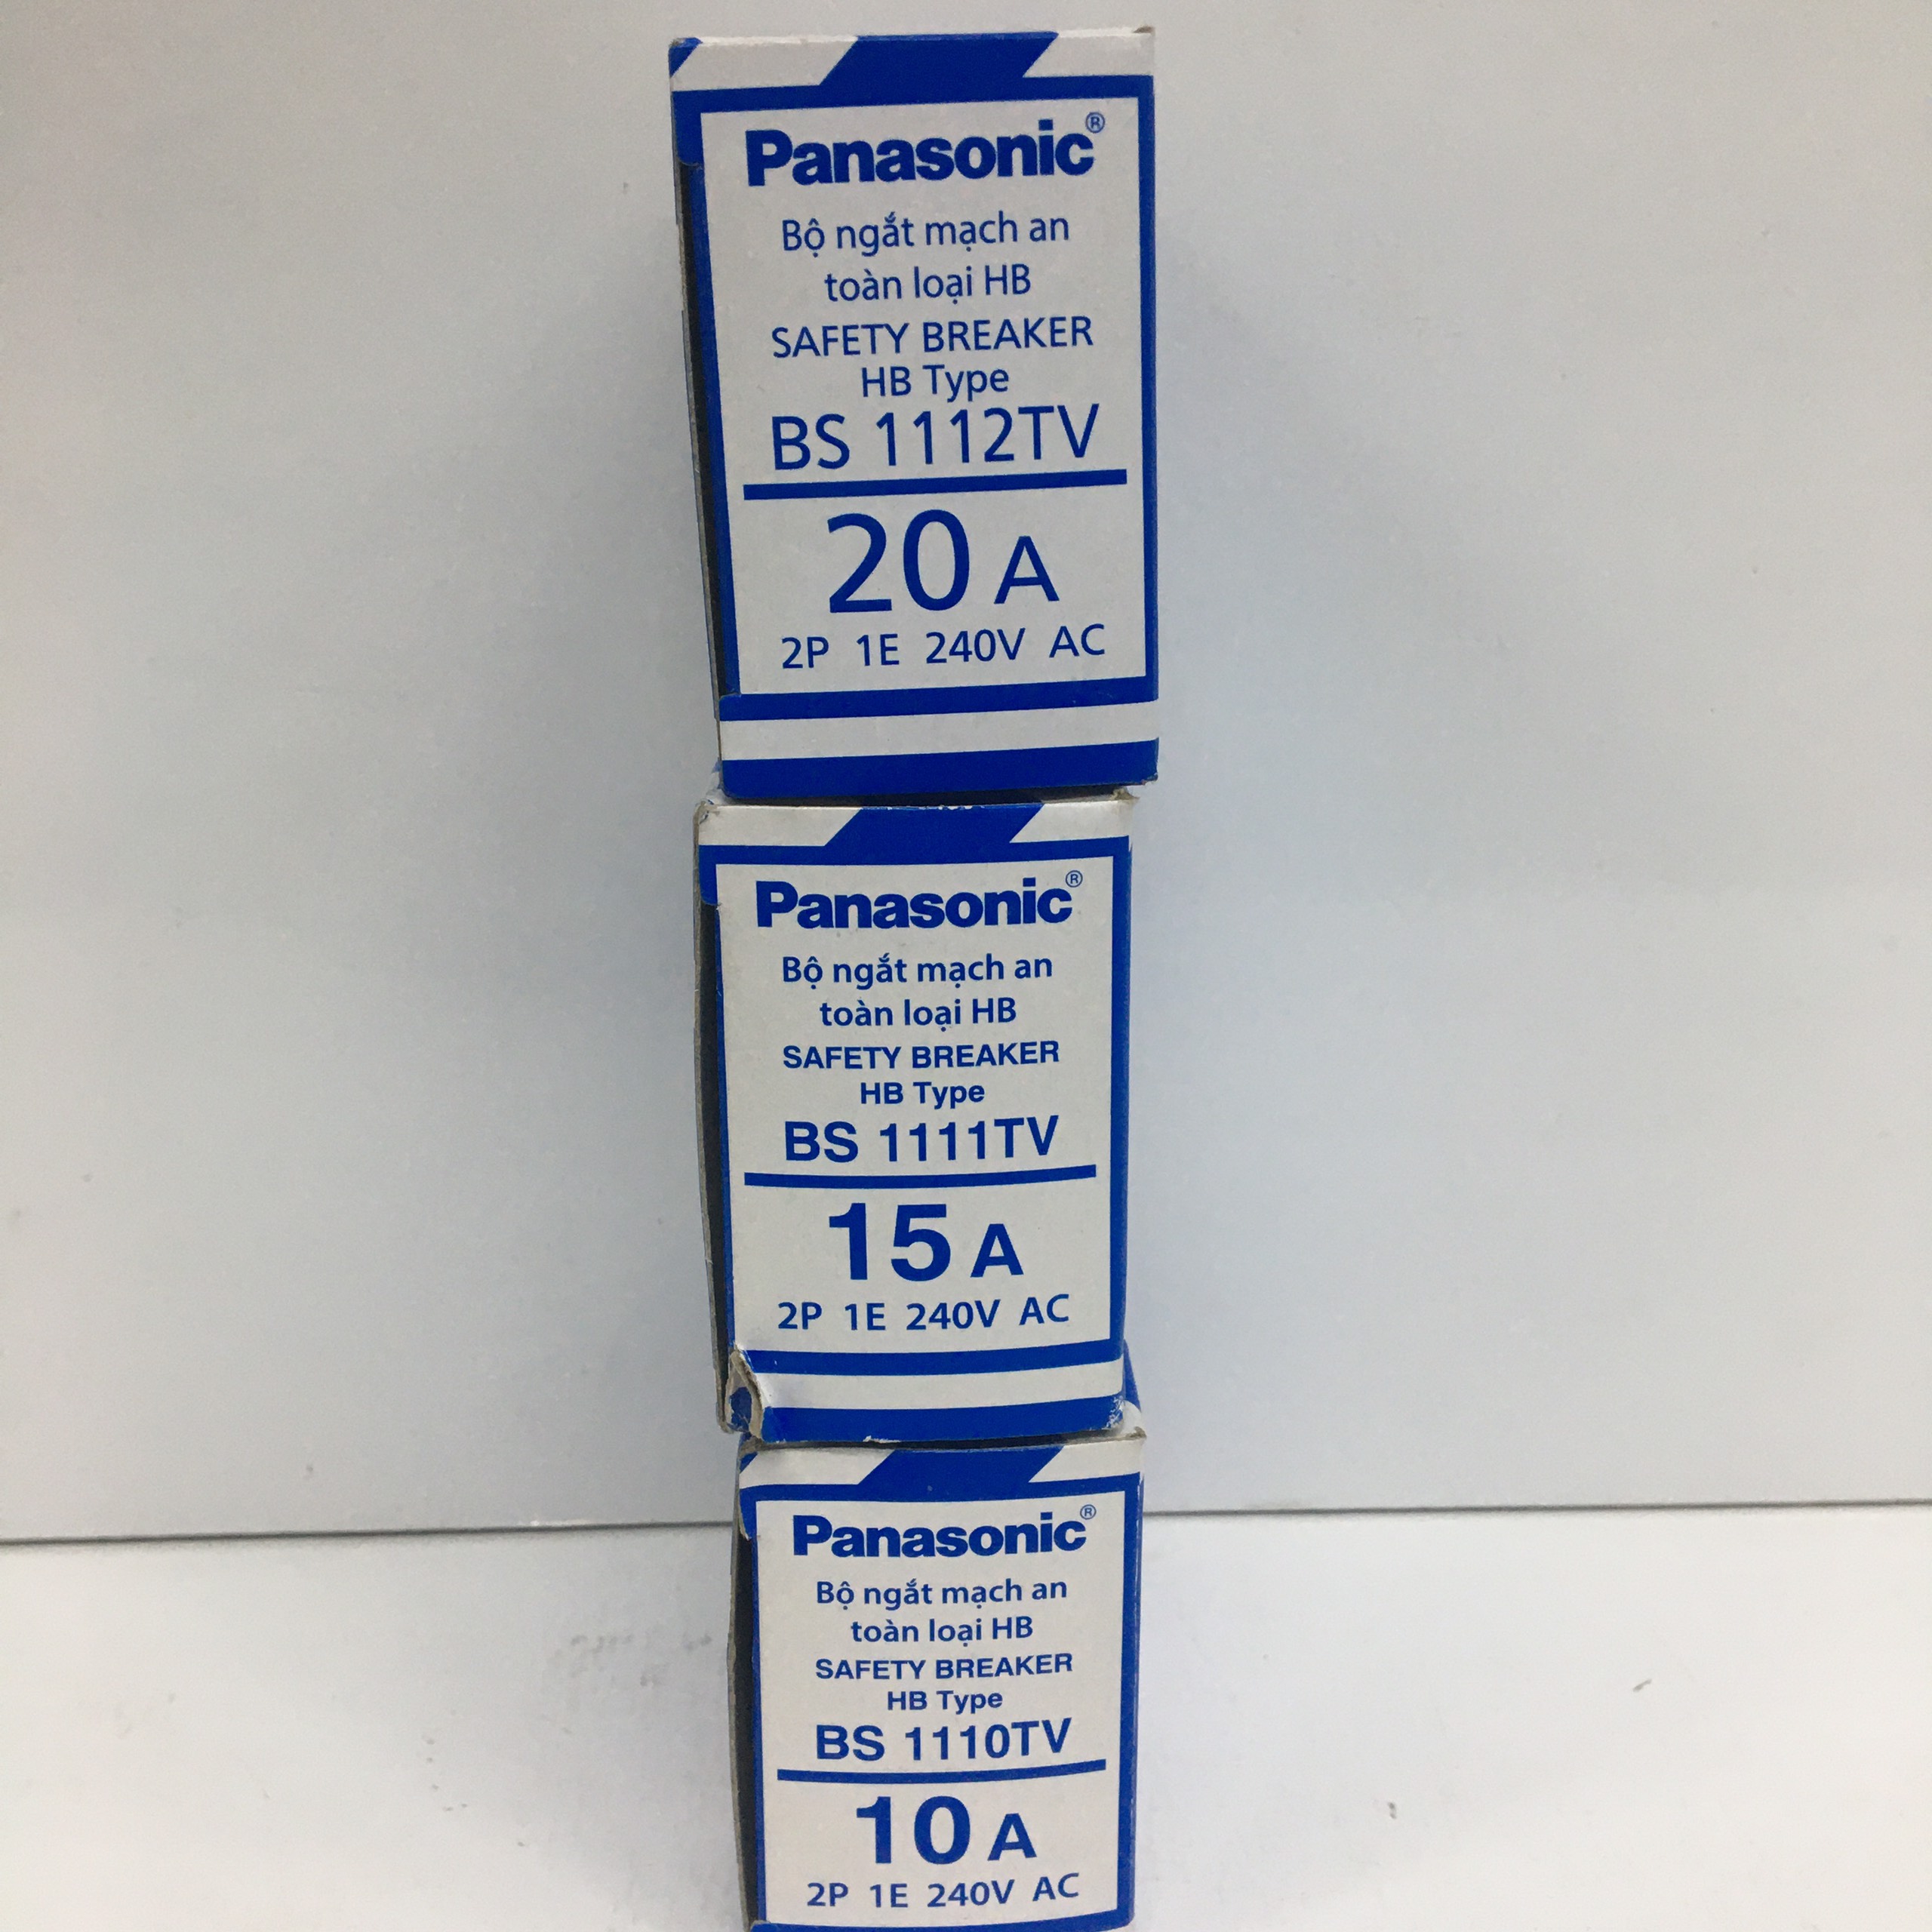 Panasonic®
Bộ ngắt mạch an
toàn loại HB
SAFETY BREAKER
HB Type
BS 1112TV
20 A
2P 1E 240V AC
Panasonic®
Bộ ngắt mạch an
toàn loại HB
SAFETY BREAKER
HB Type
BS 1111TV
15 A
2P 1E 240V AC
Panasonic®
Bộ ngắt mạch an
toàn loại HB
SAFETY BREAKER
HB Type
BS 1110TV
10 A
2P 1E 240V AC